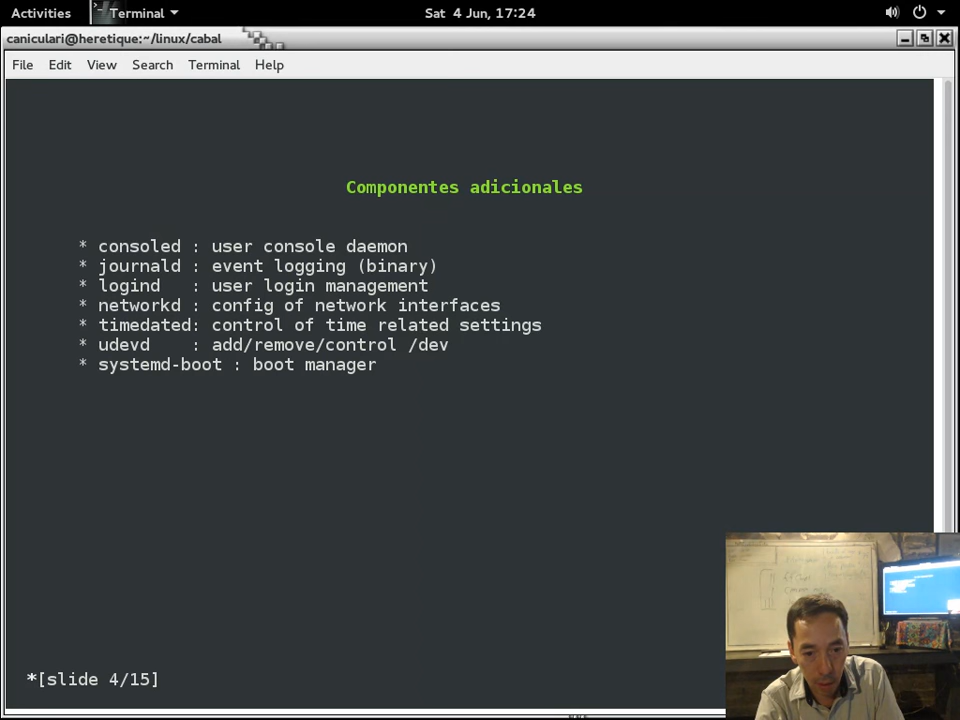 Activities
Terminal
Sat 4 Jun, 17:24
caniculari@heretique:~/linux/cabal
File Edit View Search Terminal Help
Componentes adicionales
* consoled : user console daemon
* journald : event logging (binary)
* logind   : user login management
* networkd : config of network interfaces
* timedated: control of time related settings
* udevd    : add/remove/control /dev
* systemd-boot : boot manager
*[slide 4/15]